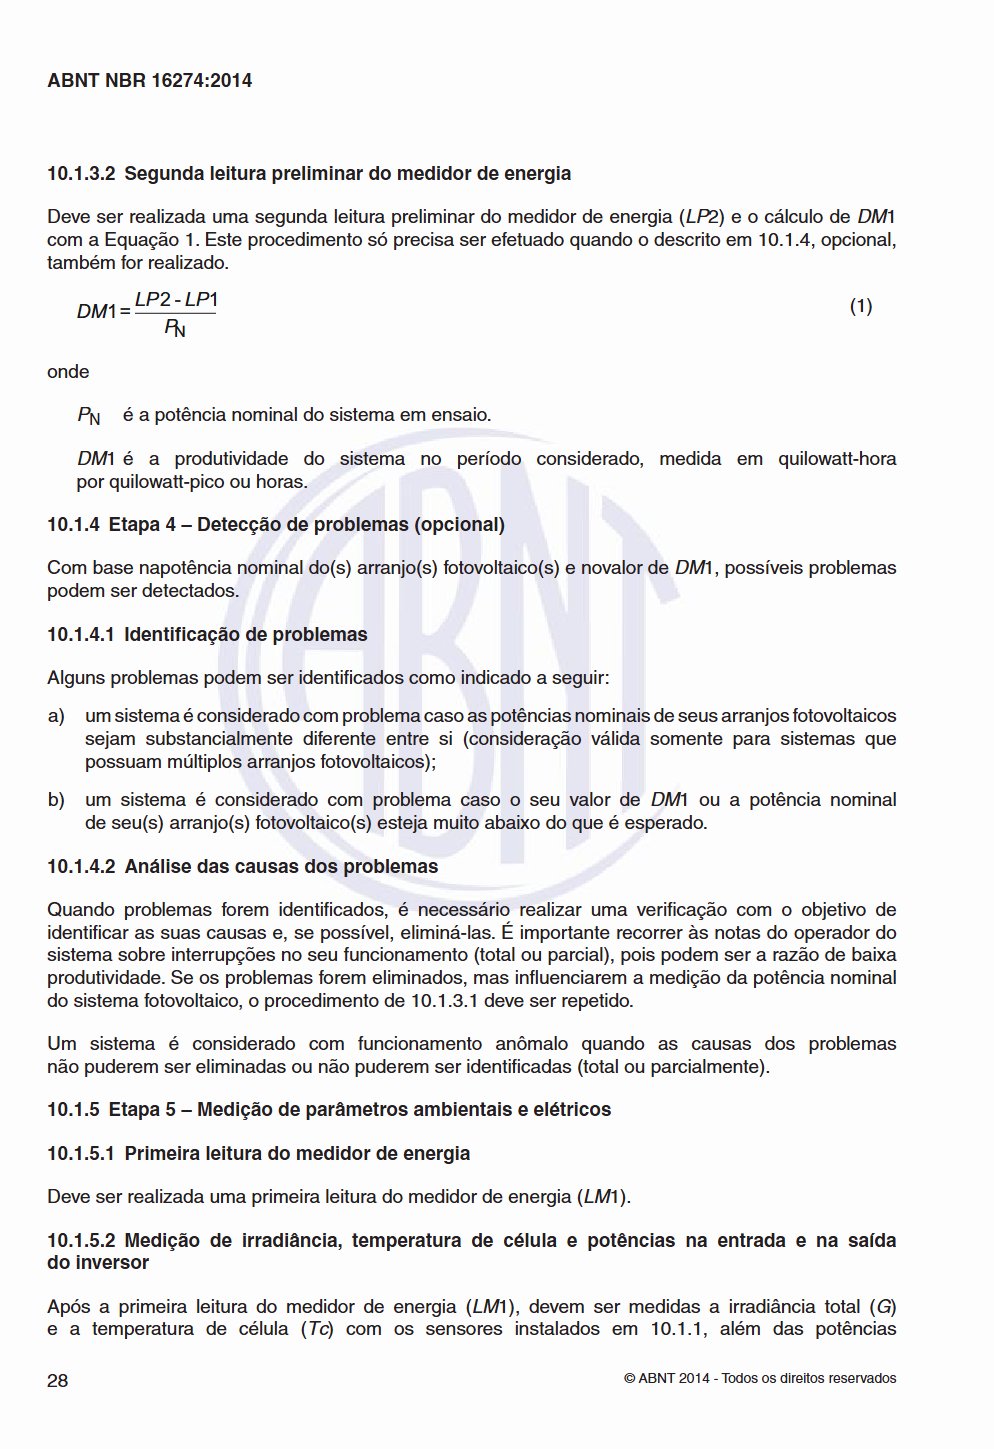 ABNT NBR 16274:2014
10.1.3.2 Segunda leitura preliminar do medidor de energia
Deve ser realizada uma segunda leitura preliminar do medidor de energia (LP2) e o cálculo de DM1
com a Equação 1. Este procedimento só precisa ser efetuado quando o descrito em 10.1.4, opcional,
também for realizado.
DM1 = LP2 - LP1 / PN (1)
onde
PN é a potência nominal do sistema em ensaio.
DM1 é a produtividade do sistema no período considerado, medida em quilowatt-hora
por quilowatt-pico ou horas.
10.1.4 Etapa 4 – Detecção de problemas (opcional)
Com base napotência nominal do(s) arranjo(s) fotovoltaico(s) e novalor de DM1, possíveis problemas
podem ser detectados.
10.1.4.1 Identificação de problemas
Alguns problemas podem ser identificados como indicado a seguir:
a) um sistema é considerado com problema caso as potências nominais de seus arranjos fotovoltaicos
sejam substancialmente diferente entre si (consideração válida somente para sistemas que
possuam múltiplos arranjos fotovoltaicos);
b) um sistema é considerado com problema caso o seu valor de DM1 ou a potência nominal
de seu(s) arranjo(s) fotovoltaico(s) esteja muito abaixo do que é esperado.
10.1.4.2 Análise das causas dos problemas
Quando problemas forem identificados, é necessário realizar uma verificação com o objetivo de
identificar as suas causas e, se possível, eliminá-las. É importante recorrer às notas do operador do
sistema sobre interrupções no seu funcionamento (total ou parcial), pois podem ser a razão de baixa
produtividade. Se os problemas forem eliminados, mas influenciarem a medição da potência nominal
do sistema fotovoltaico, o procedimento de 10.1.3.1 deve ser repetido.
Um sistema é considerado com funcionamento anômalo quando as causas dos problemas
não puderem ser eliminadas ou não puderem ser identificadas (total ou parcialmente).
10.1.5 Etapa 5 – Medição de parâmetros ambientais e elétricos
10.1.5.1 Primeira leitura do medidor de energia
Deve ser realizada uma primeira leitura do medidor de energia (LM1).
10.1.5.2 Medição de irradiância, temperatura de célula e potências na entrada e na saída
do inversor
Após a primeira leitura do medidor de energia (LM1), devem ser medidas a irradiância total (G)
e a temperatura de célula (Tc) com os sensores instalados em 10.1.1, além das potências
28
© ABNT 2014 - Todos os direitos reservados
ABNT